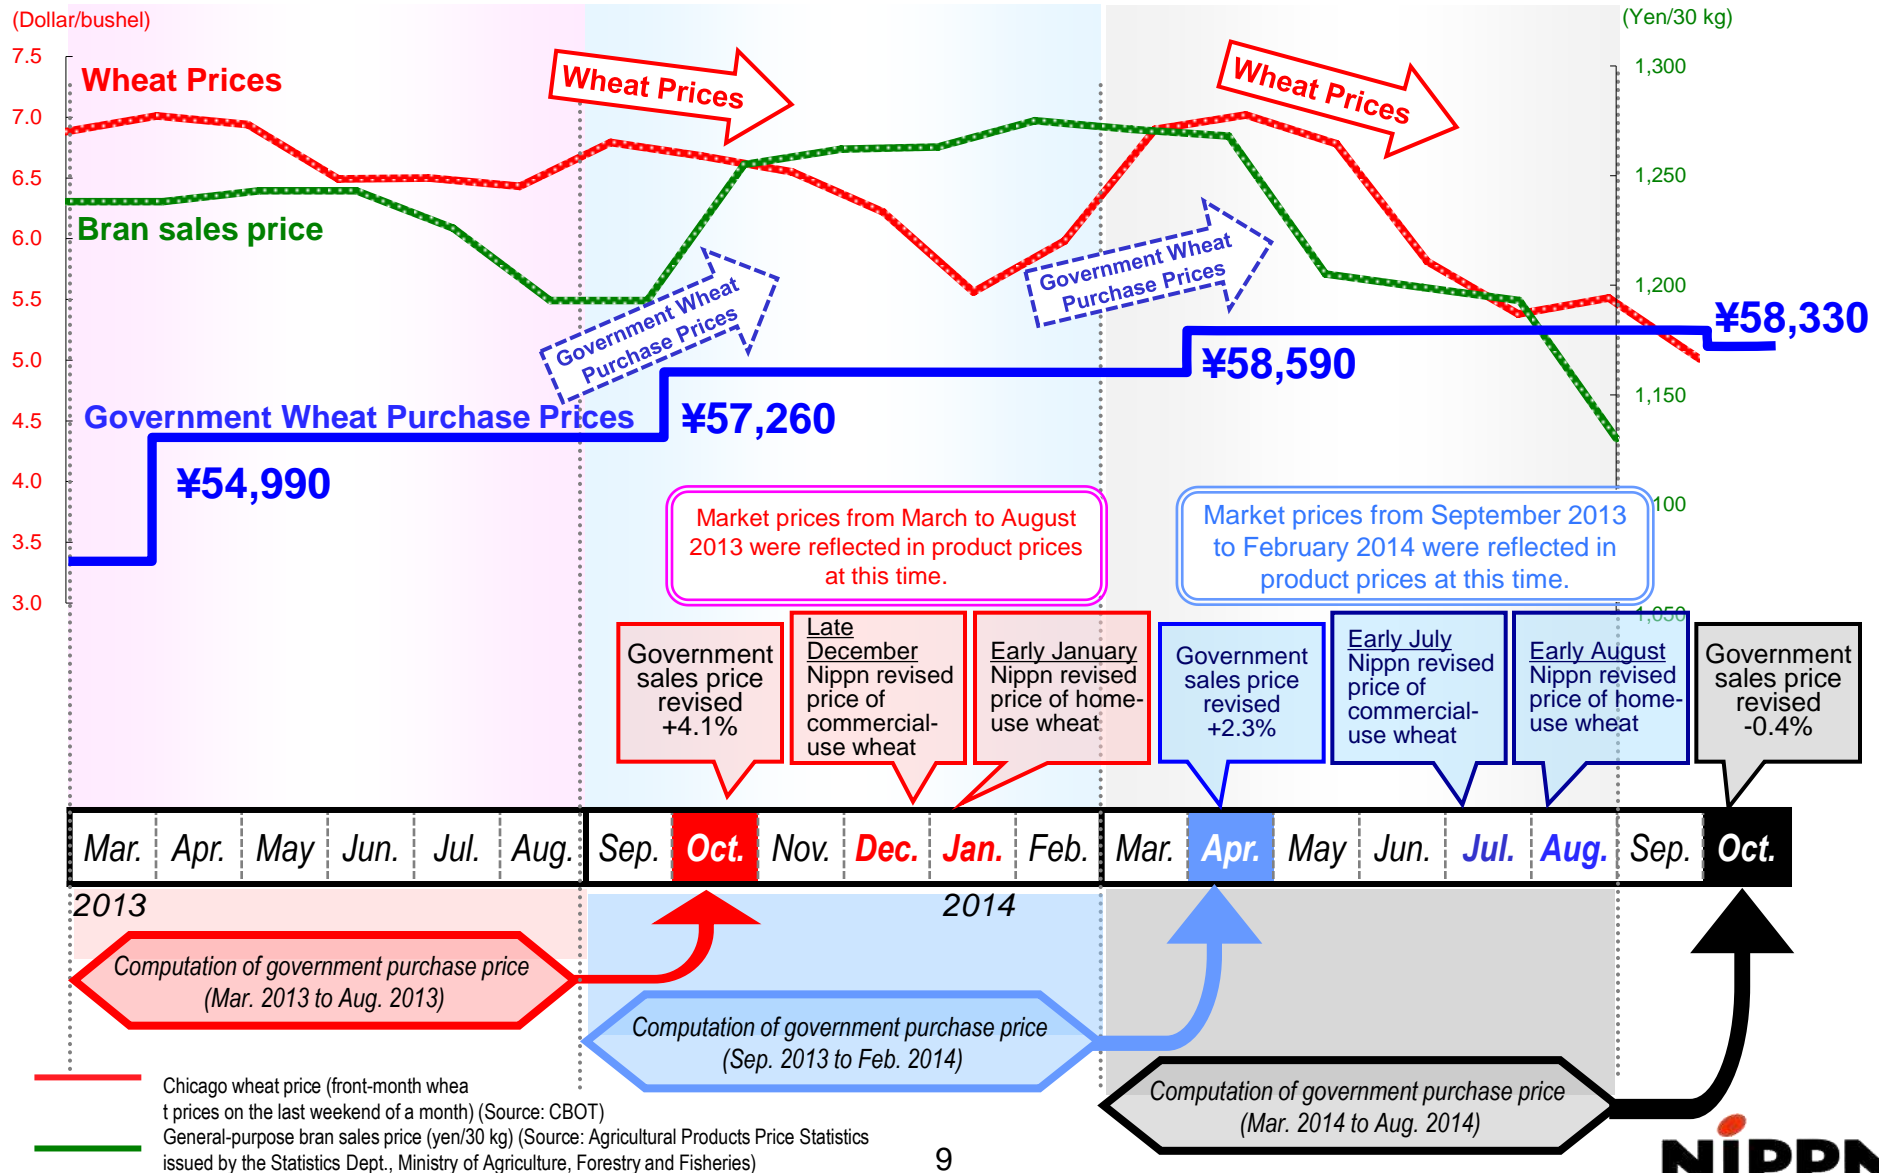 (Dollar/bushel)
(Yen/30 kg)
7.5
7.0
6.5
6.0
5.5
5.0
4.5
4.0
3.5
3.0
1,300
1,250
1,200
1,150
100
1,050
Wheat Prices
Wheat Prices
Wheat Prices
Bran sales price
Government Wheat
Purchase Prices
Government Wheat
Purchase Prices
Government Wheat Purchase Prices
¥54,990
¥57,260
¥58,590
¥58,330
Market prices from March to August
2013 were reflected in product prices
at this time.
Market prices from September 2013
to February 2014 were reflected in
product prices at this time.
Government
sales price
revised
+4.1%
Late
December
Nippn revised
price of
commercial-
use wheat
Early January
Nippn revised
price of home-
use wheat
Government
sales price
revised
+2.3%
Early July
Nippn revised
price of
commercial-
use wheat
Early August
Nippn revised
price of home-
use wheat
Government
sales price
revised
-0.4%
Mar. Apr. May Jun. Jul. Aug. Sep. Oct. Nov. Dec. Jan. Feb. Mar. Apr. May Jun. Jul. Aug. Sep. Oct.
2013
2014
Computation of government purchase price
(Mar. 2013 to Aug. 2013)
Computation of government purchase price
(Sep. 2013 to Feb. 2014)
Computation of government purchase price
(Mar. 2014 to Aug. 2014)
Chicago wheat price (front-month whea
t prices on the last weekend of a month) (Source: CBOT)
General-purpose bran sales price (yen/30 kg) (Source: Agricultural Products Price Statistics
issued by the Statistics Dept., Ministry of Agriculture, Forestry and Fisheries)
9
NIPPN